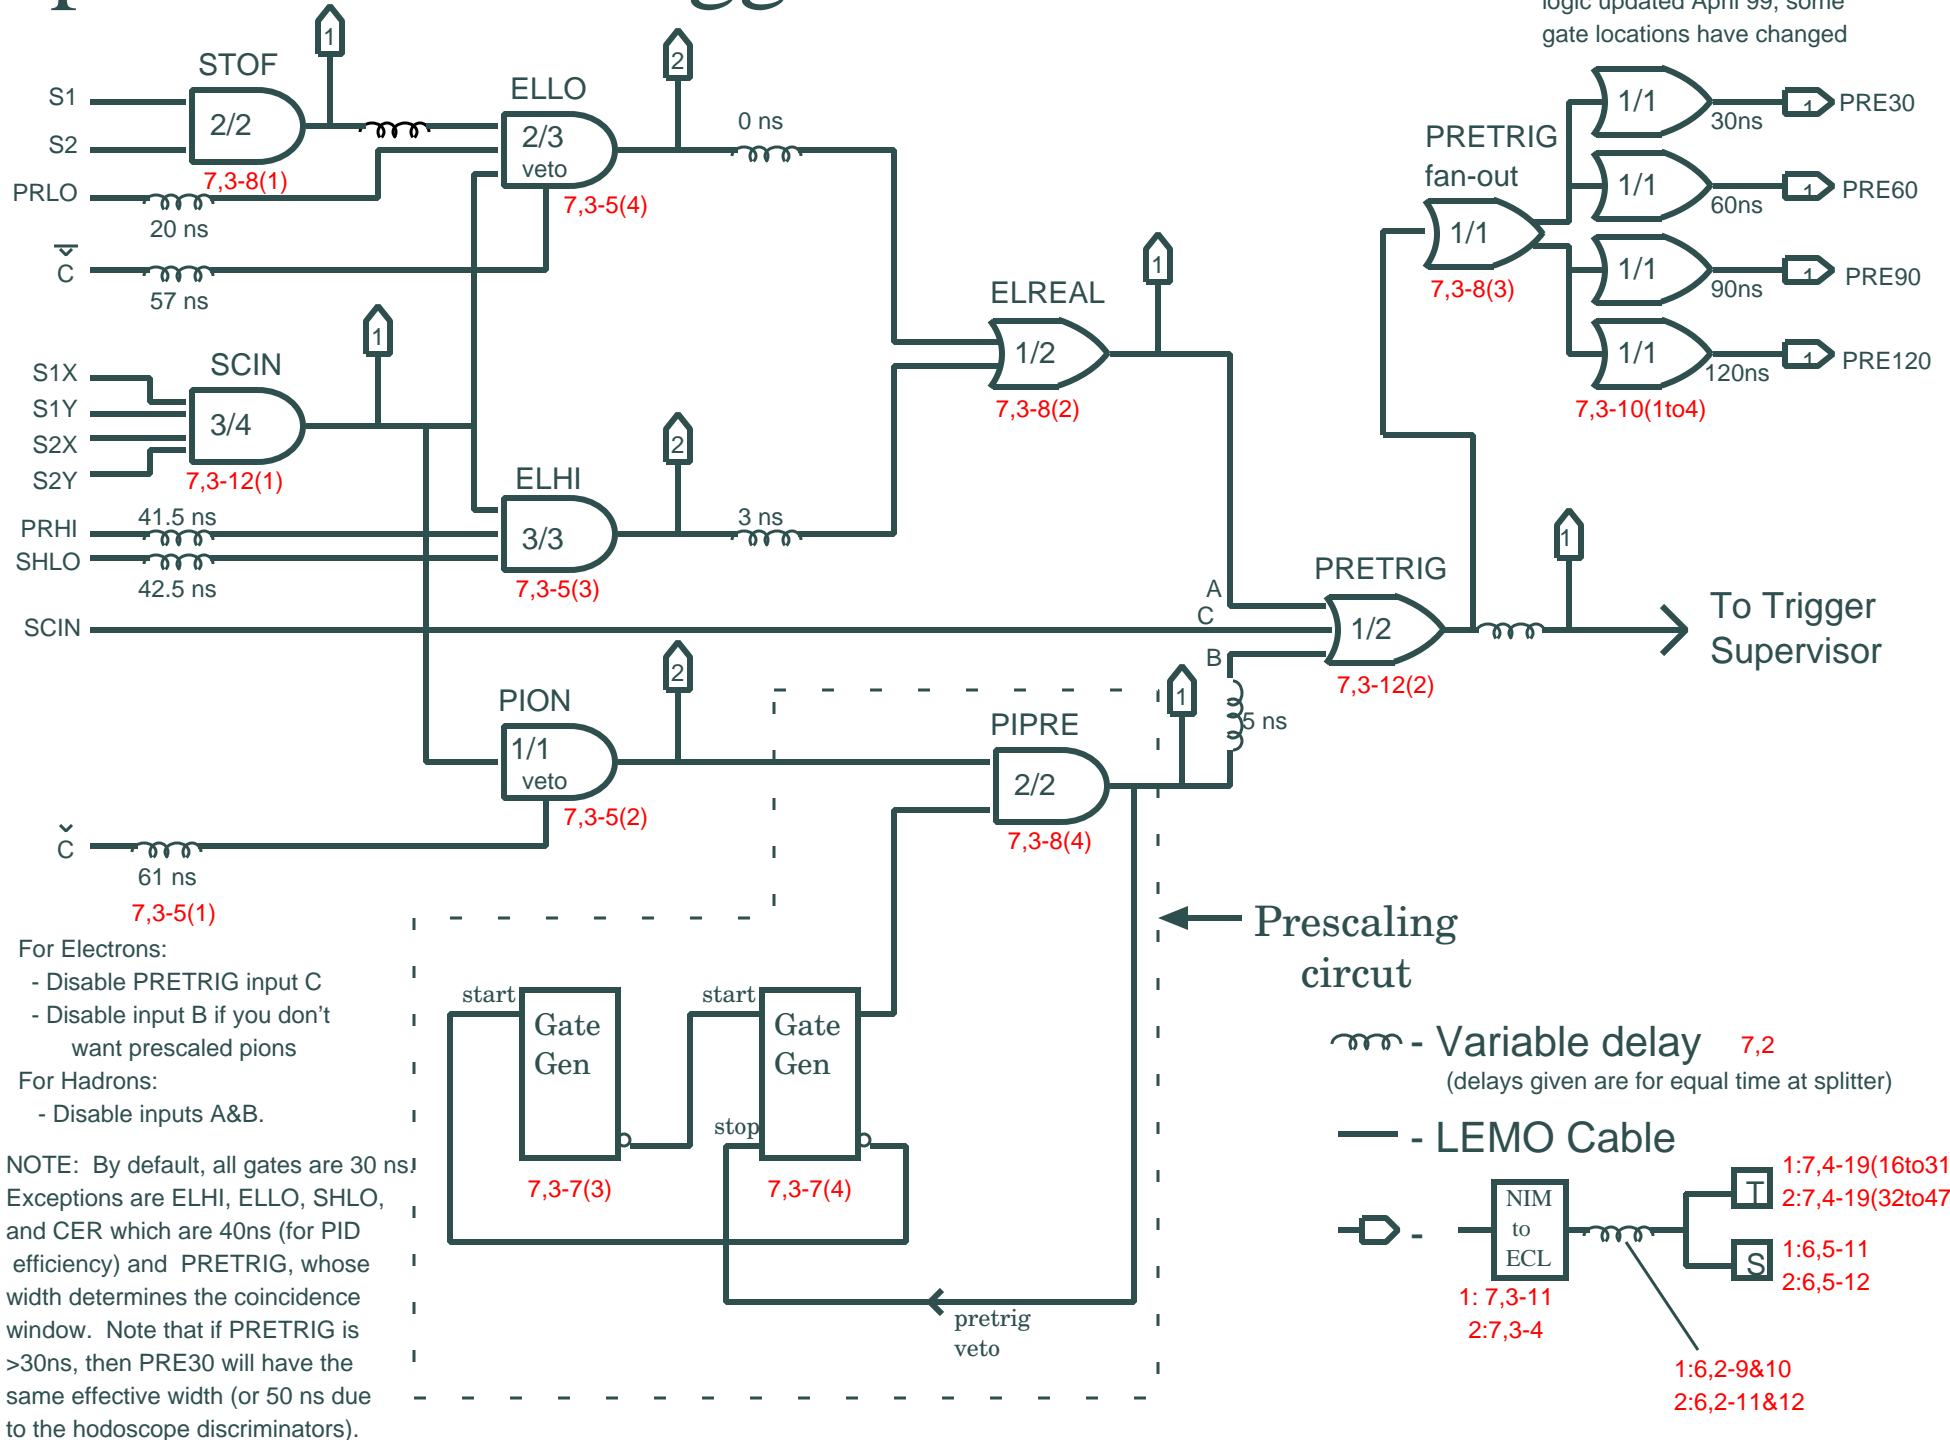 logic updated April 99, some
gate locations have changed
1
STOF
S1
S2
2/2
7,3-8(1)
PRLO
20 ns
C
57 ns
ELLO
2/3
veto
7,3-5(4)
2
0 ns
1
SCIN
S1X
S1Y
S2X
S2Y
3/4
7,3-12(1)
PRHI
41.5 ns
SHLO
42.5 ns
ELHI
3/3
7,3-5(3)
2
3 ns
ELREAL
1/2
7,3-8(2)
1
PRETRIG
fan-out
1/1
7,3-8(3)
1/1
30ns
1
PRE30
1/1
60ns
1
PRE60
1/1
90ns
1
PRE90
1/1
120ns
1
PRE120
7,3-10(1to4)
SCIN
A
C
B
PRETRIG
1/2
7,3-12(2)
1
To Trigger
Supervisor
PION
1/1
veto
7,3-5(2)
2
č
61 ns
7,3-5(1)
PIPRE
2/2
7,3-8(4)
1
5 ns
Prescaling
circut
start
Gate
Gen
7,3-7(3)
start
Gate
Gen
stop
7,3-7(4)
pretrig
veto
For Electrons:
- Disable PRETRIG input C
- Disable input B if you don't
want prescaled pions
For Hadrons:
- Disable inputs A&B.
NOTE: By default, all gates are 30 ns.
Exceptions are ELHI, ELLO, SHLO,
and CER which are 40ns (for PID
efficiency) and PRETRIG, whose
width determines the coincidence
window. Note that if PRETRIG is
>30ns, then PRE30 will have the
same effective width (or 50 ns due
to the hodoscope discriminators).
- Variable delay 7,2
(delays given are for equal time at splitter)
- LEMO Cable
-
NIM
to
ECL
1: 7,3-11
2:7,3-4
T
1:7,4-19(16to31
2:7,4-19(32to47
S
1:6,5-11
2:6,5-12
1:6,2-9&10
2:6,2-11&12